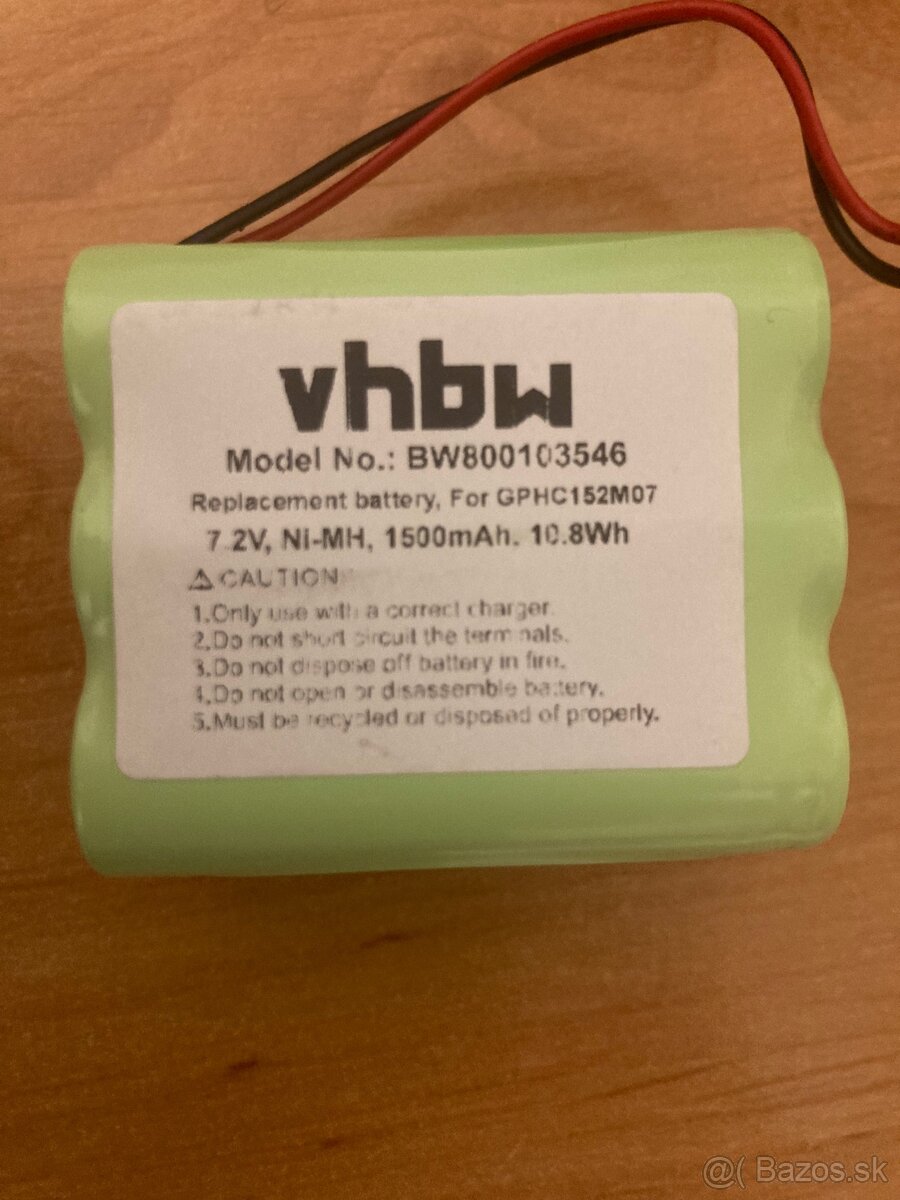 vhbw
Model No.: BW800103546
Replacement battery, For GPHC152M07
7.2V, Ni-MH, 1500mAh. 10.8Wh
⚠ CAUTION
1.Only use with a correct charger.
2.Do not short circuit the terminals.
3.Do not dispose off battery in fire.
4.Do not open or disassemble battery.
5.Must be recycled or disposed of properly.
@( Bazos.sk